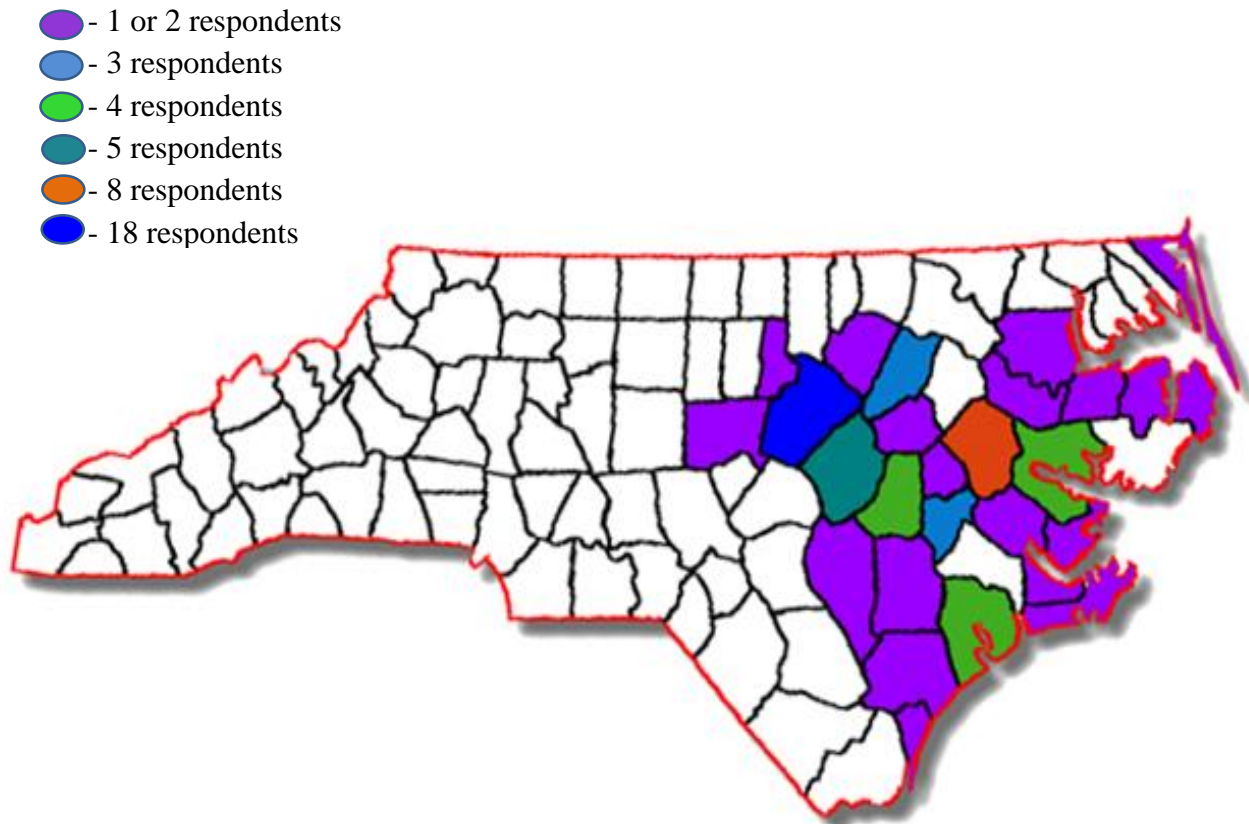 - 1 or 2 respondents
- 3 respondents
- 4 respondents
- 5 respondents
- 8 respondents
- 18 respondents